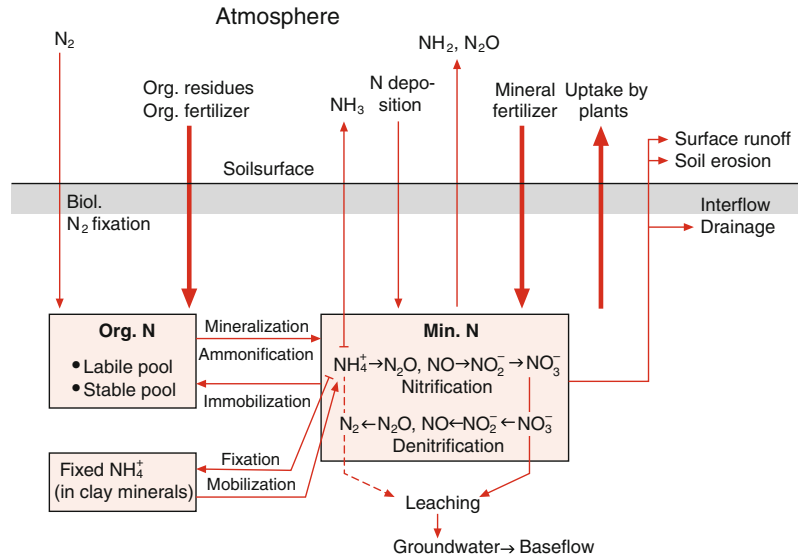 Atmosphere
N₂
NH₂, N₂O
Org. residues
Org. fertilizer
NH₃
N depo-
sition
Mineral
fertilizer
Uptake by
plants
Surface runoff
Soil erosion
Soilsurface
Biol.
N₂ fixation
Interflow
Drainage
Org. N
• Labile pool
• Stable pool
Mineralization
Ammonification
Immobilization
Min. N
NH₄⁺→N₂O, NO→NO₂⁻→NO₃⁻
Nitrification
N₂←N₂O, NO←NO₂⁻←NO₃⁻
Denitrification
Fixed NH₄⁺
(in clay minerals)
Fixation
Mobilization
Leaching
Groundwater→ Baseflow